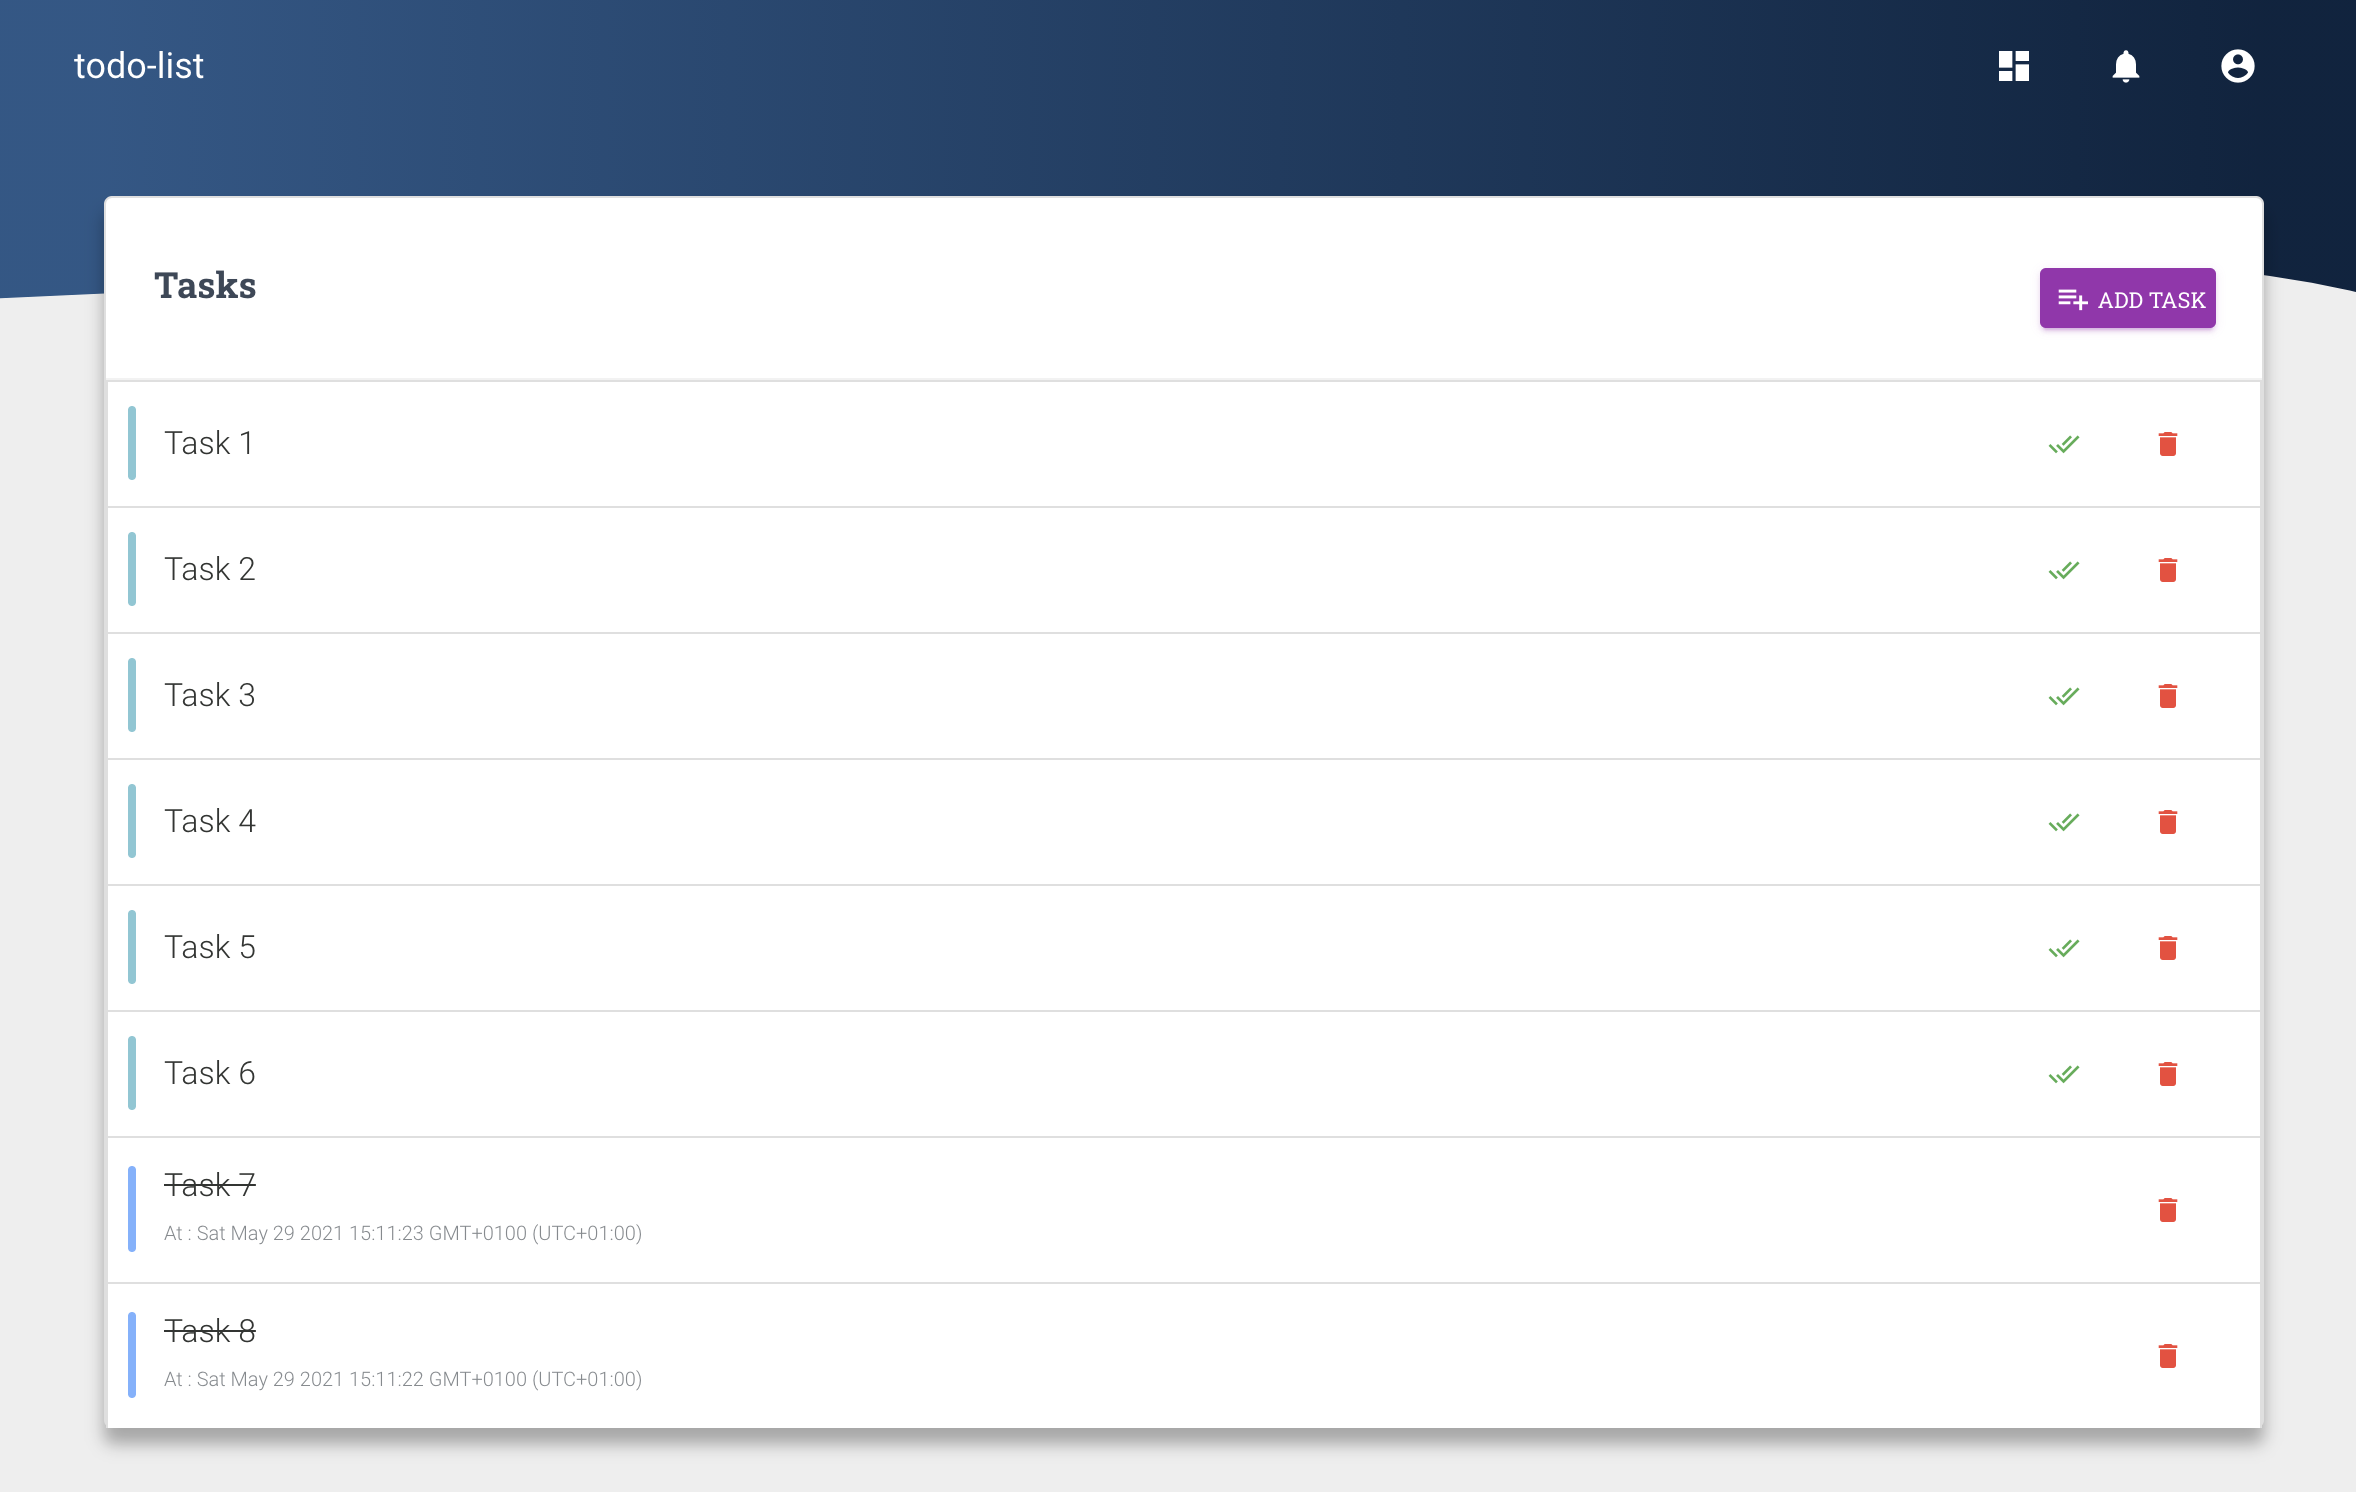 todo-list
Tasks
ADD TASK
Task 1
Task 2
Task 3
Task 4
Task 5
Task 6
Task 7
At : Sat May 29 2021 15:11:23 GMT+0100 (UTC+01:00)
Task 8
At : Sat May 29 2021 15:11:22 GMT+0100 (UTC+01:00)